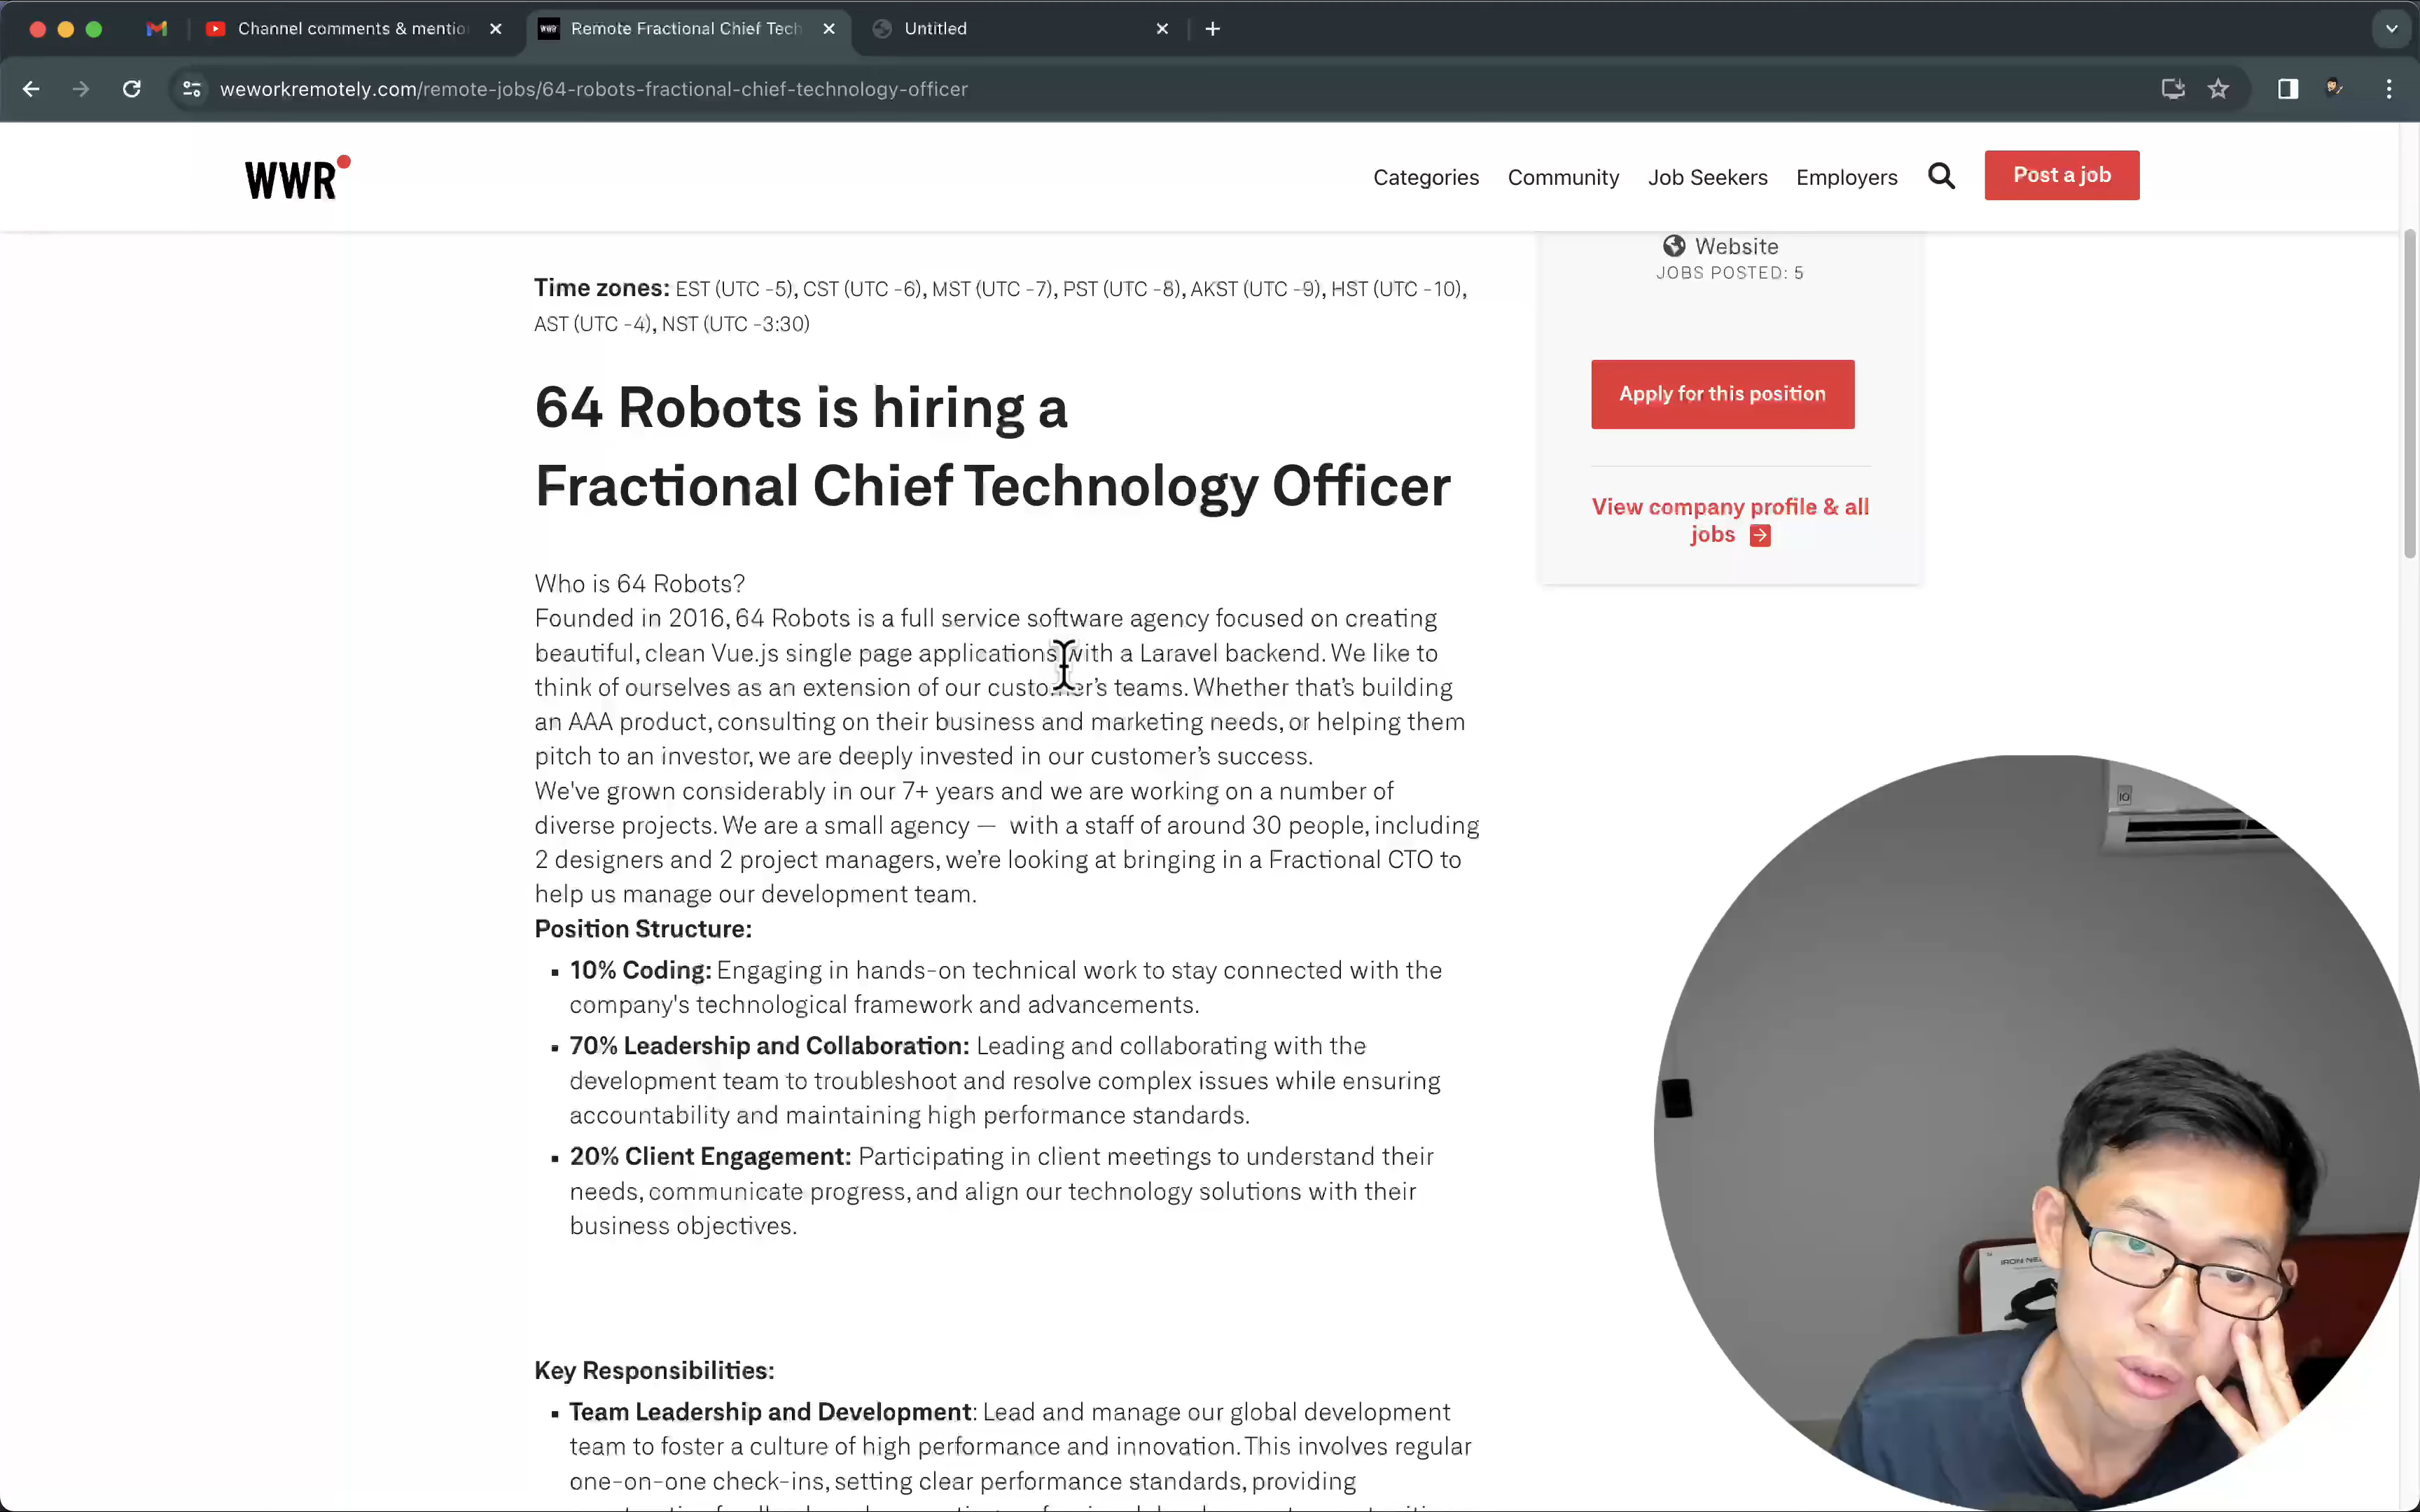 Channel comments & mentio
Remote Fractional Chief Tech
Untitled
weworkremotely.com/remote-jobs/64-robots-fractional-chief-technology-officer
WWR
Categories
Community
Job Seekers
Employers
Post a job
Website
JOBS POSTED: 5
Apply for this position
View company profile & all
jobs
Time zones: EST (UTC -5), CST (UTC -6), MST (UTC -7), PST (UTC -8), AKST (UTC -9), HST (UTC -10),
AST (UTC -4), NST (UTC -3:30)
64 Robots is hiring a
Fractional Chief Technology Officer
Who is 64 Robots?
Founded in 2016, 64 Robots is a full service software agency focused on creating
beautiful, clean Vue.js single page applications with a Laravel backend. We like to
think of ourselves as an extension of our customer’s teams. Whether that’s building
an AAA product, consulting on their business and marketing needs, or helping them
pitch to an investor, we are deeply invested in our customer’s success.
We've grown considerably in our 7+ years and we are working on a number of
diverse projects. We are a small agency — with a staff of around 30 people, including
2 designers and 2 project managers, we’re looking at bringing in a Fractional CTO to
help us manage our development team.
Position Structure:
10% Coding: Engaging in hands-on technical work to stay connected with the
company's technological framework and advancements.
70% Leadership and Collaboration: Leading and collaborating with the
development team to troubleshoot and resolve complex issues while ensuring
accountability and maintaining high performance standards.
20% Client Engagement: Participating in client meetings to understand their
needs, communicate progress, and align our technology solutions with their
business objectives.
Key Responsibilities:
Team Leadership and Development: Lead and manage our global development
team to foster a culture of high performance and innovation. This involves regular
one-on-one check-ins, setting clear performance standards, providing
IRON